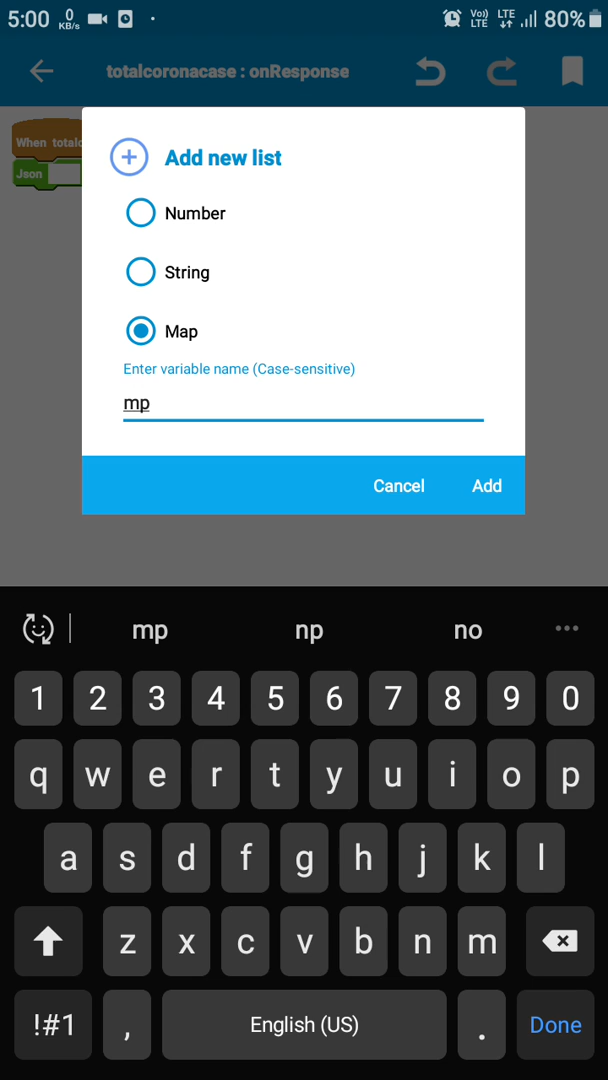 5:00 0 KB/s Vo) LTE LTE 80%
totalcoronacase : onResponse
When totalc
Json
Add new list
Number
String
Map
Enter variable name (Case-sensitive)
mp
Cancel Add
mp np no
1 2 3 4 5 6 7 8 9 0
q w e r t y u i o p
a s d f g h j k l
z x c v b n m
!#1 , English (US) . Done